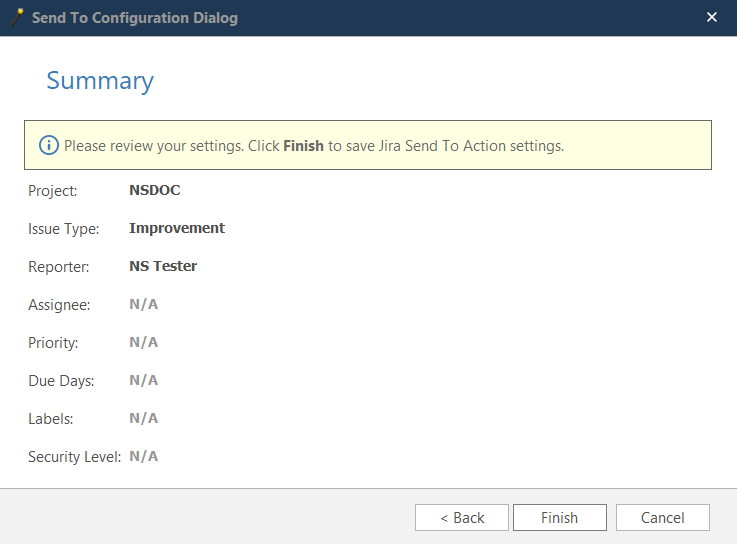 Send To Configuration Dialog
Summary
Please review your settings. Click Finish to save Jira Send To Action settings.
Project: NSDOC
Issue Type: Improvement
Reporter: NS Tester
Assignee: N/A
Priority: N/A
Due Days: N/A
Labels: N/A
Security Level: N/A
< Back Finish Cancel